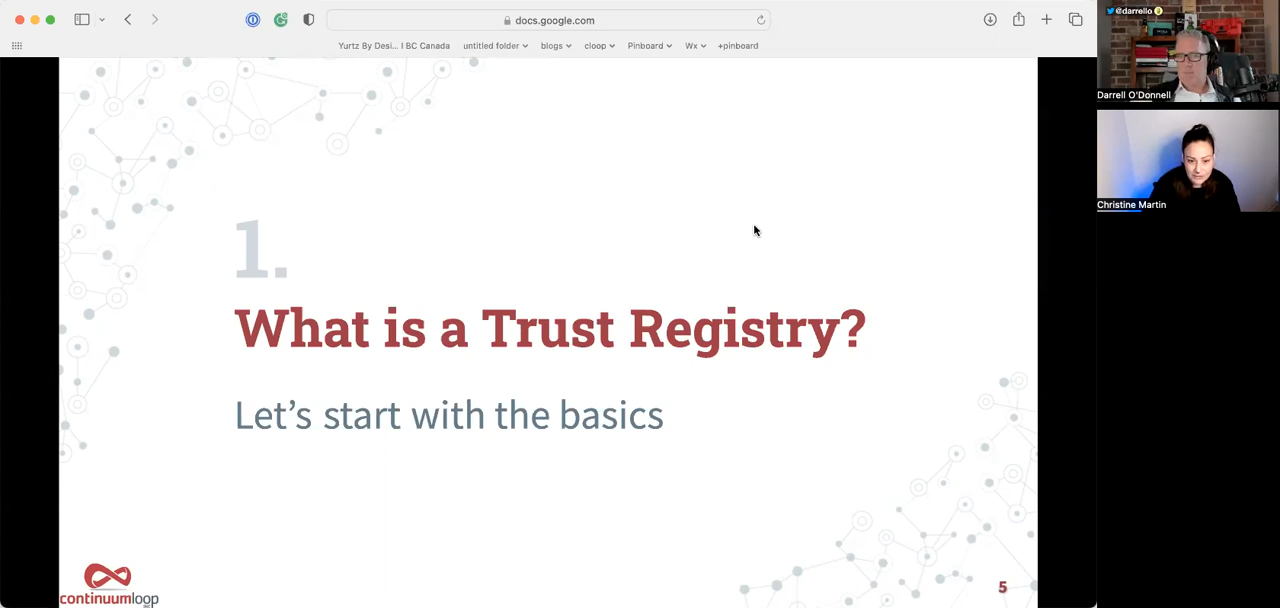 docs.google.com
Yurtz By Desi... | BC Canada
untitled folder
blogs
cloop
Pinboard
Wx
+pinboard
@darrello
Darrell O'Donnell
Christine Martin
1.
What is a Trust Registry?
Let's start with the basics
continuumloop
5